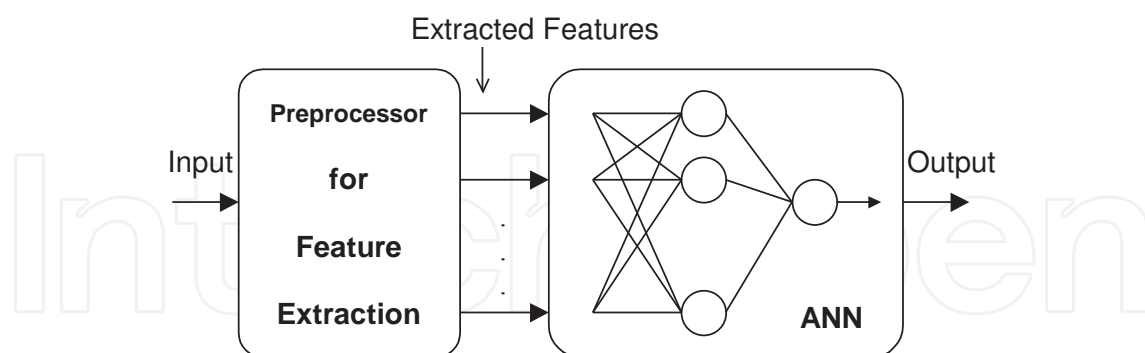 Extracted Features
Preprocessor
for
Feature
Extraction
Input
Output
ANN